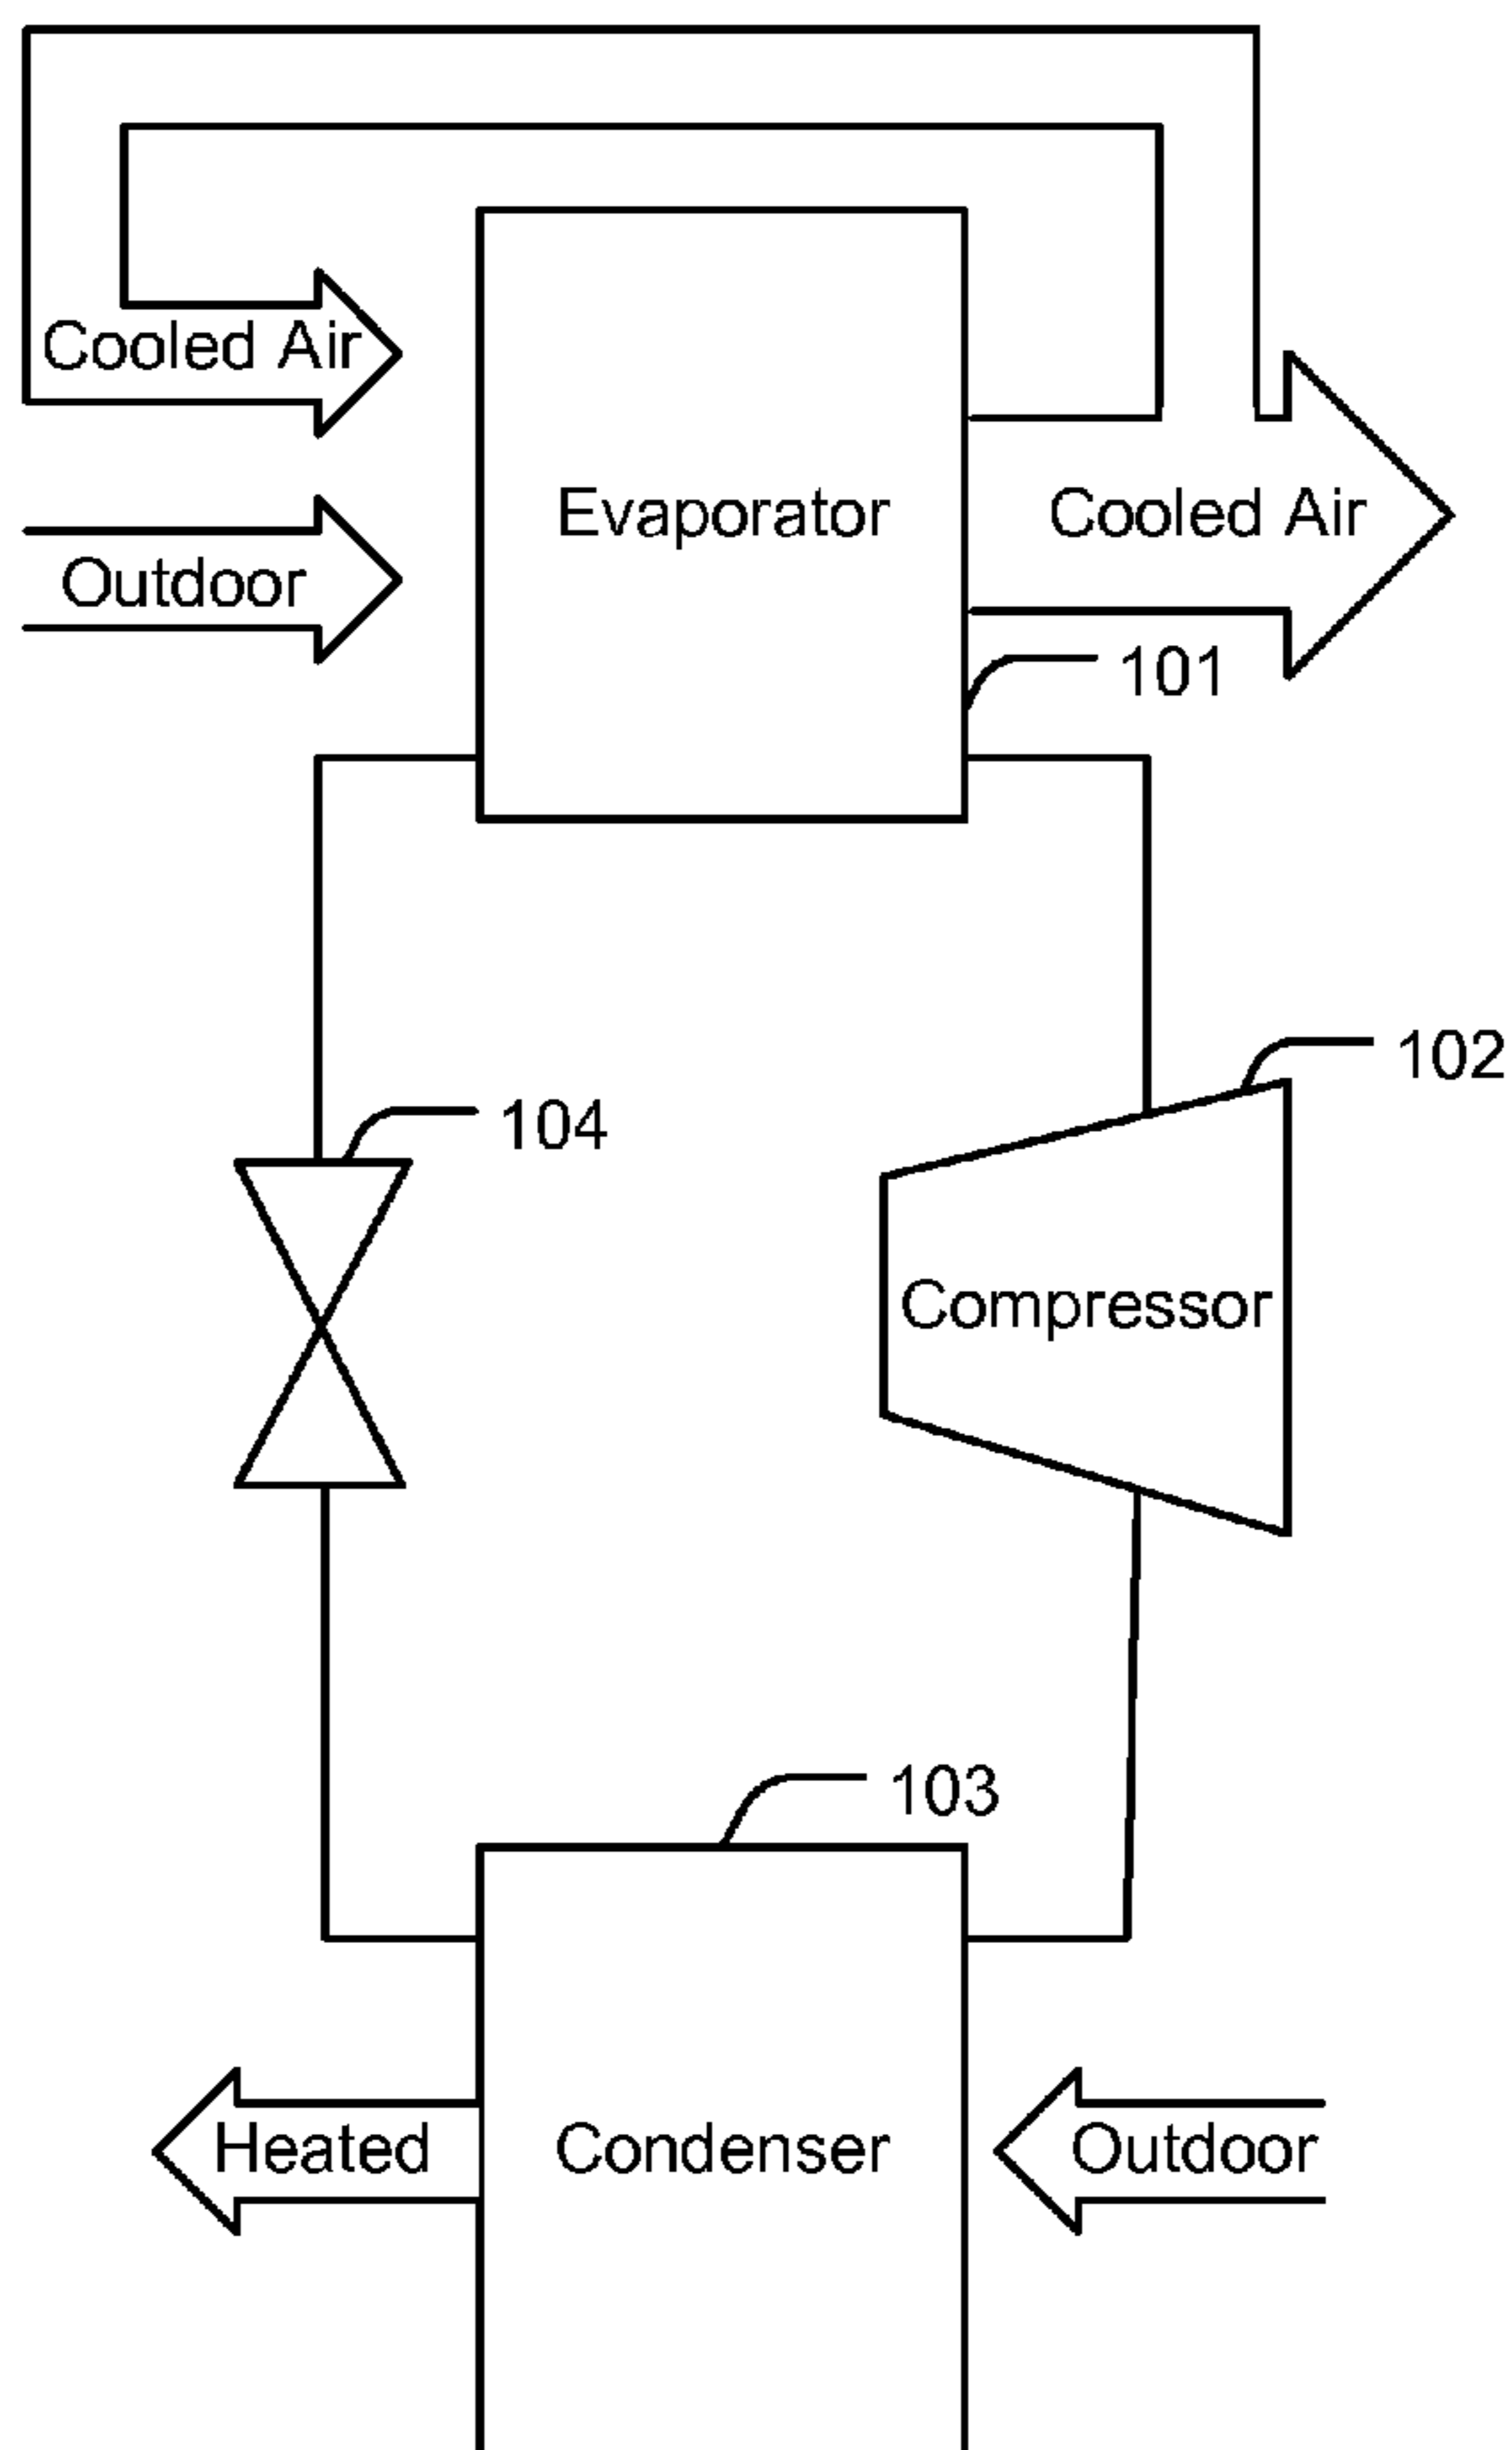 Cooled Air
Evaporator
Cooled Air
Outdoor
101
102
104
Compressor
103
Heated
Condenser
Outdoor